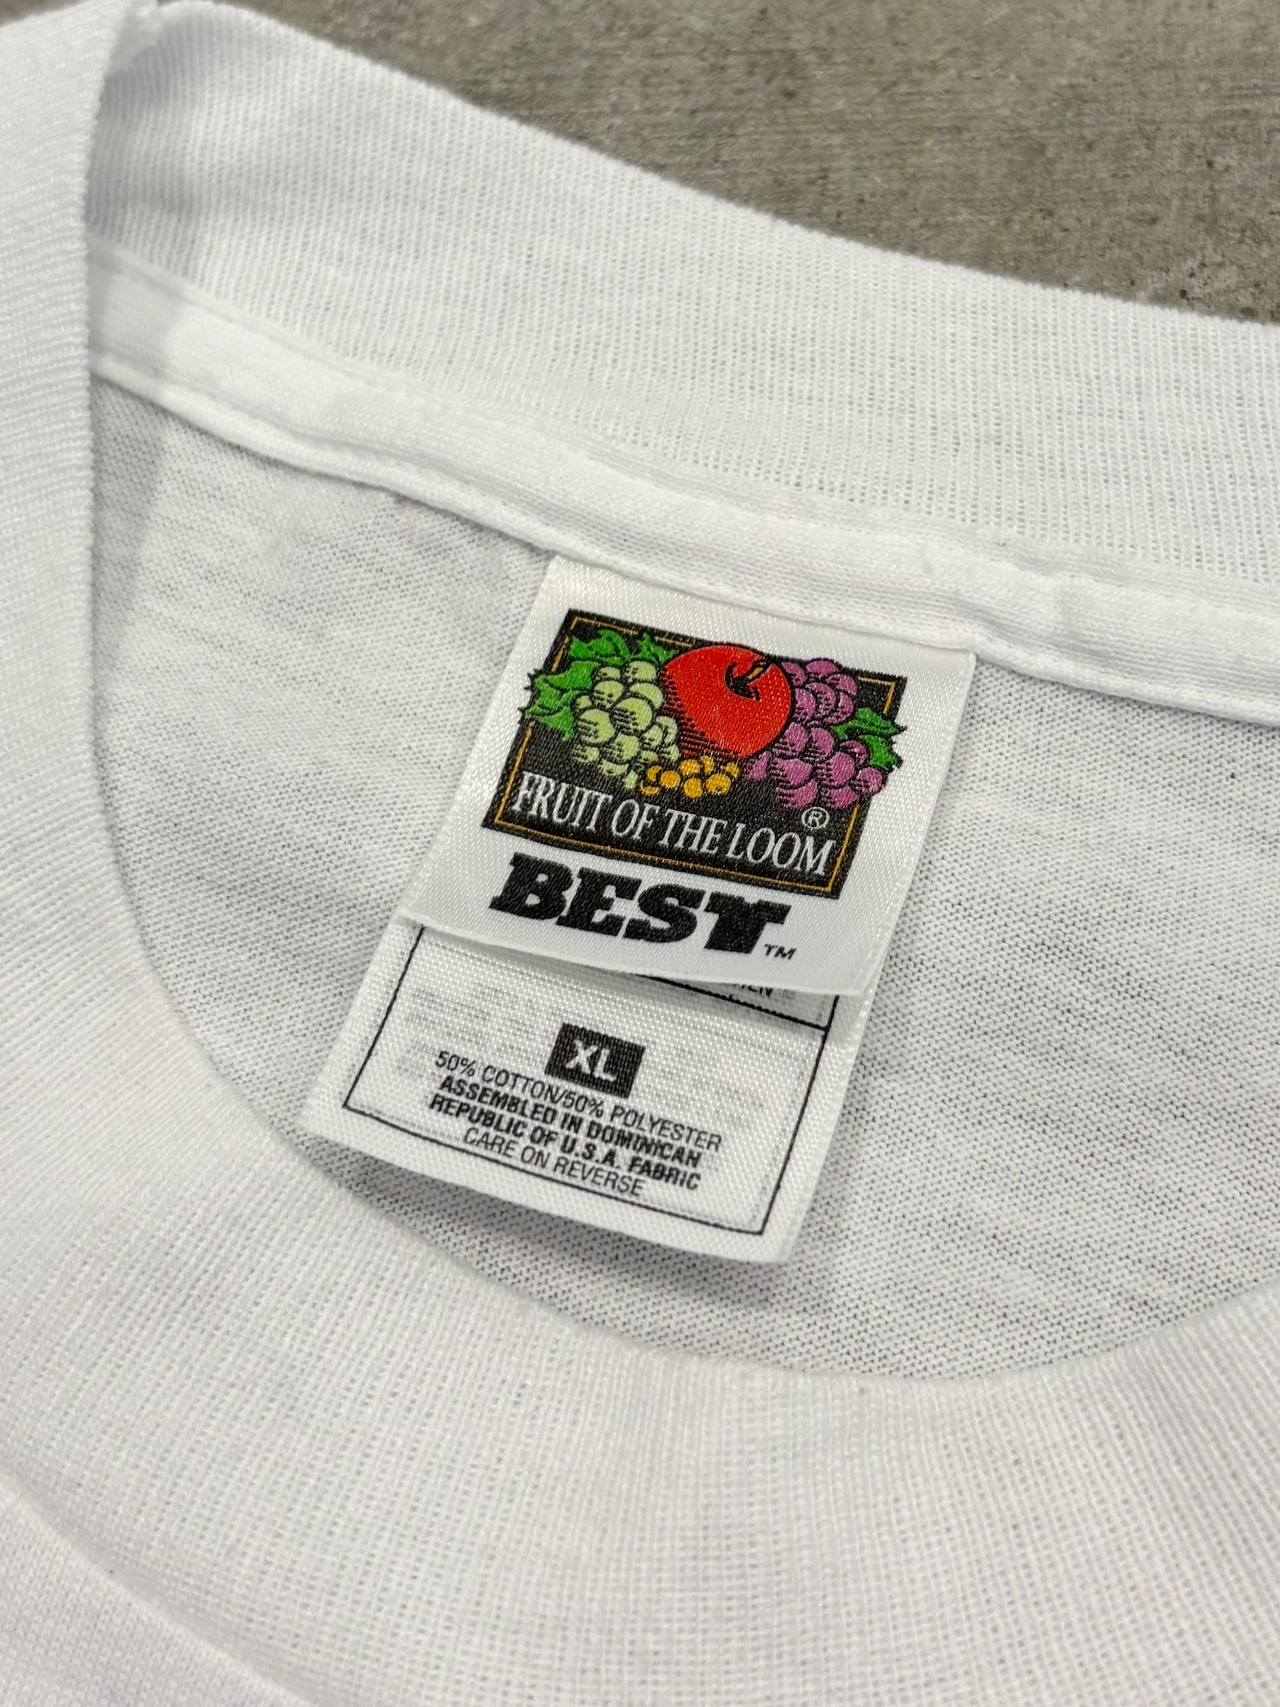 FRUIT OF THE LOOM®
BEST™
XL
50% COTTON/50% POLYESTER
ASSEMBLED IN DOMINICAN
REPUBLIC OF U.S.A. FABRIC
CARE ON REVERSE